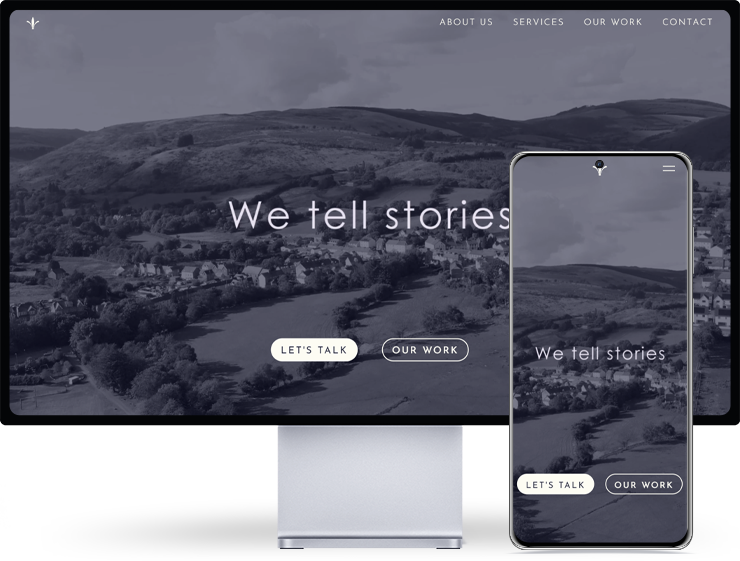 ABOUT US SERVICES OUR WORK CONTACT
We tell stories
LET'S TALK OUR WORK
We tell stories
LET'S TALK OUR WORK